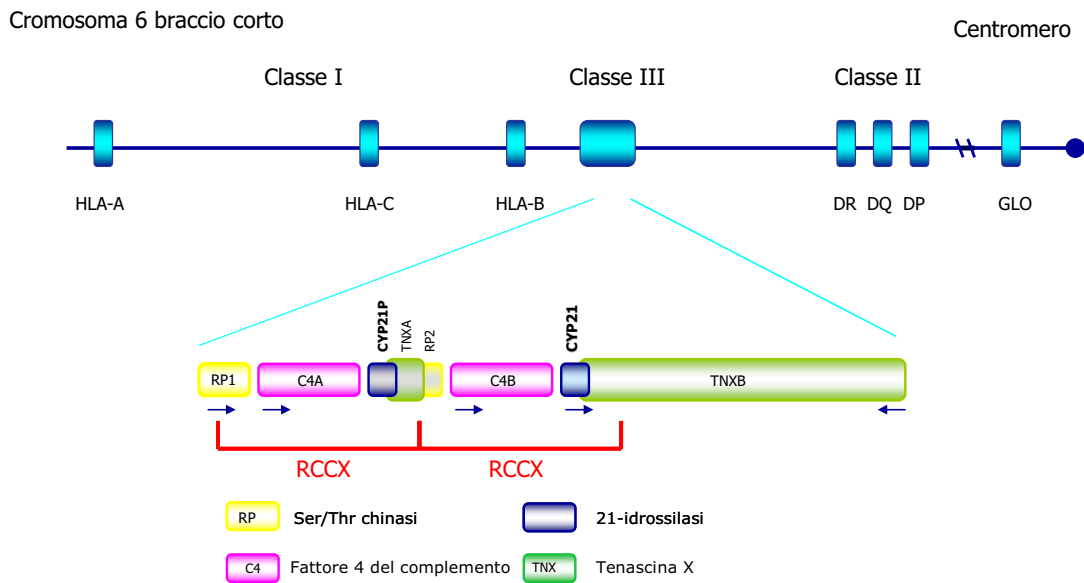 Cromosoma 6 braccio corto
Centromero
Classe I
Classe III
Classe II
HLA-A
HLA-C
HLA-B
DR
DQ
DP
GLO
CYP21P
TNXA
RP2
CYP21
RP1
C4A
C4B
TNXB
RCCX
RCCX
RP
Ser/Thr chinasi
21-idrossilasi
C4
Fattore 4 del complemento
TNX
Tenascina X